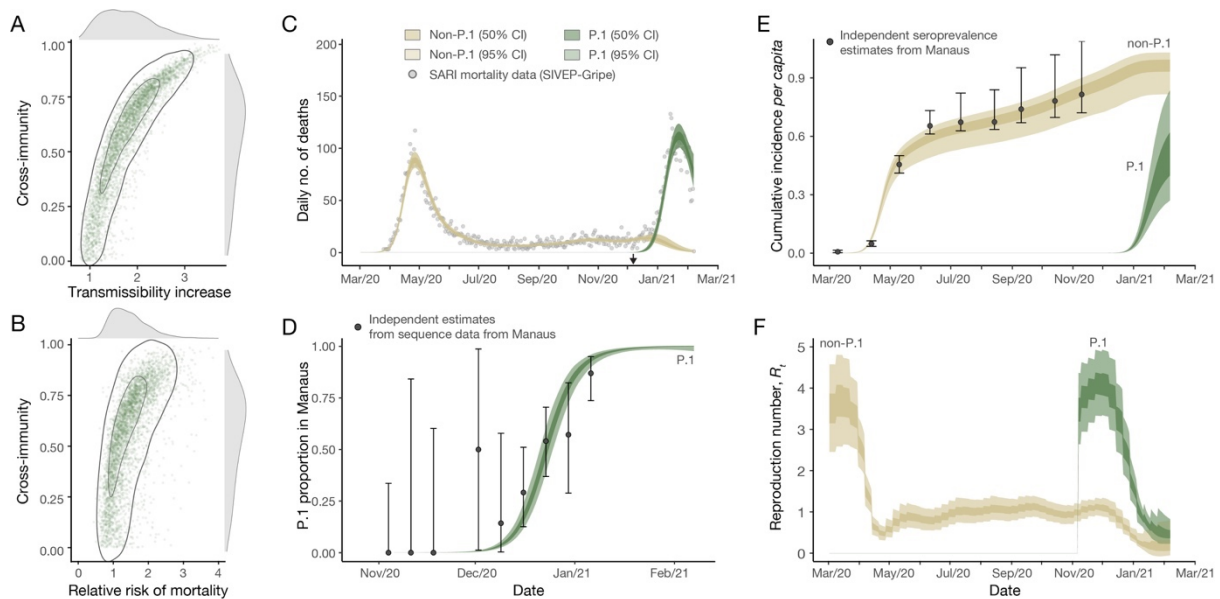 A
1.00
0.75
0.50
0.25
0.00
Cross-immunity
1
2
3
Transmissibility increase
B
1.00
0.75
0.50
0.25
0.00
Cross-immunity
0
1
2
3
4
Relative risk of mortality
C
Non-P.1 (50% CI)
P.1 (50% CI)
Non-P.1 (95% CI)
P.1 (95% CI)
SARI mortality data (SIVEP-Gripe)
200
150
100
50
0
Daily no. of deaths
Mar/20
May/20
Jul/20
Sep/20
Nov/20
Jan/21
Mar/21
D
Independent estimates
from sequence data from Manaus
1.00
0.75
0.50
0.25
0.00
P.1 proportion in Manaus
P.1
Nov/20
Dec/20
Jan/21
Feb/21
Date
E
Independent seroprevalence
estimates from Manaus
non-P.1
P.1
0.9
0.6
0.3
0.0
Cumulative incidence per capita
Mar/20
May/20
Jul/20
Sep/20
Nov/20
Jan/21
Mar/21
F
non-P.1
P.1
5
4
3
2
1
0
Reproduction number, Rt
Mar/20
May/20
Jul/20
Sep/20
Nov/20
Jan/21
Mar/21
Date